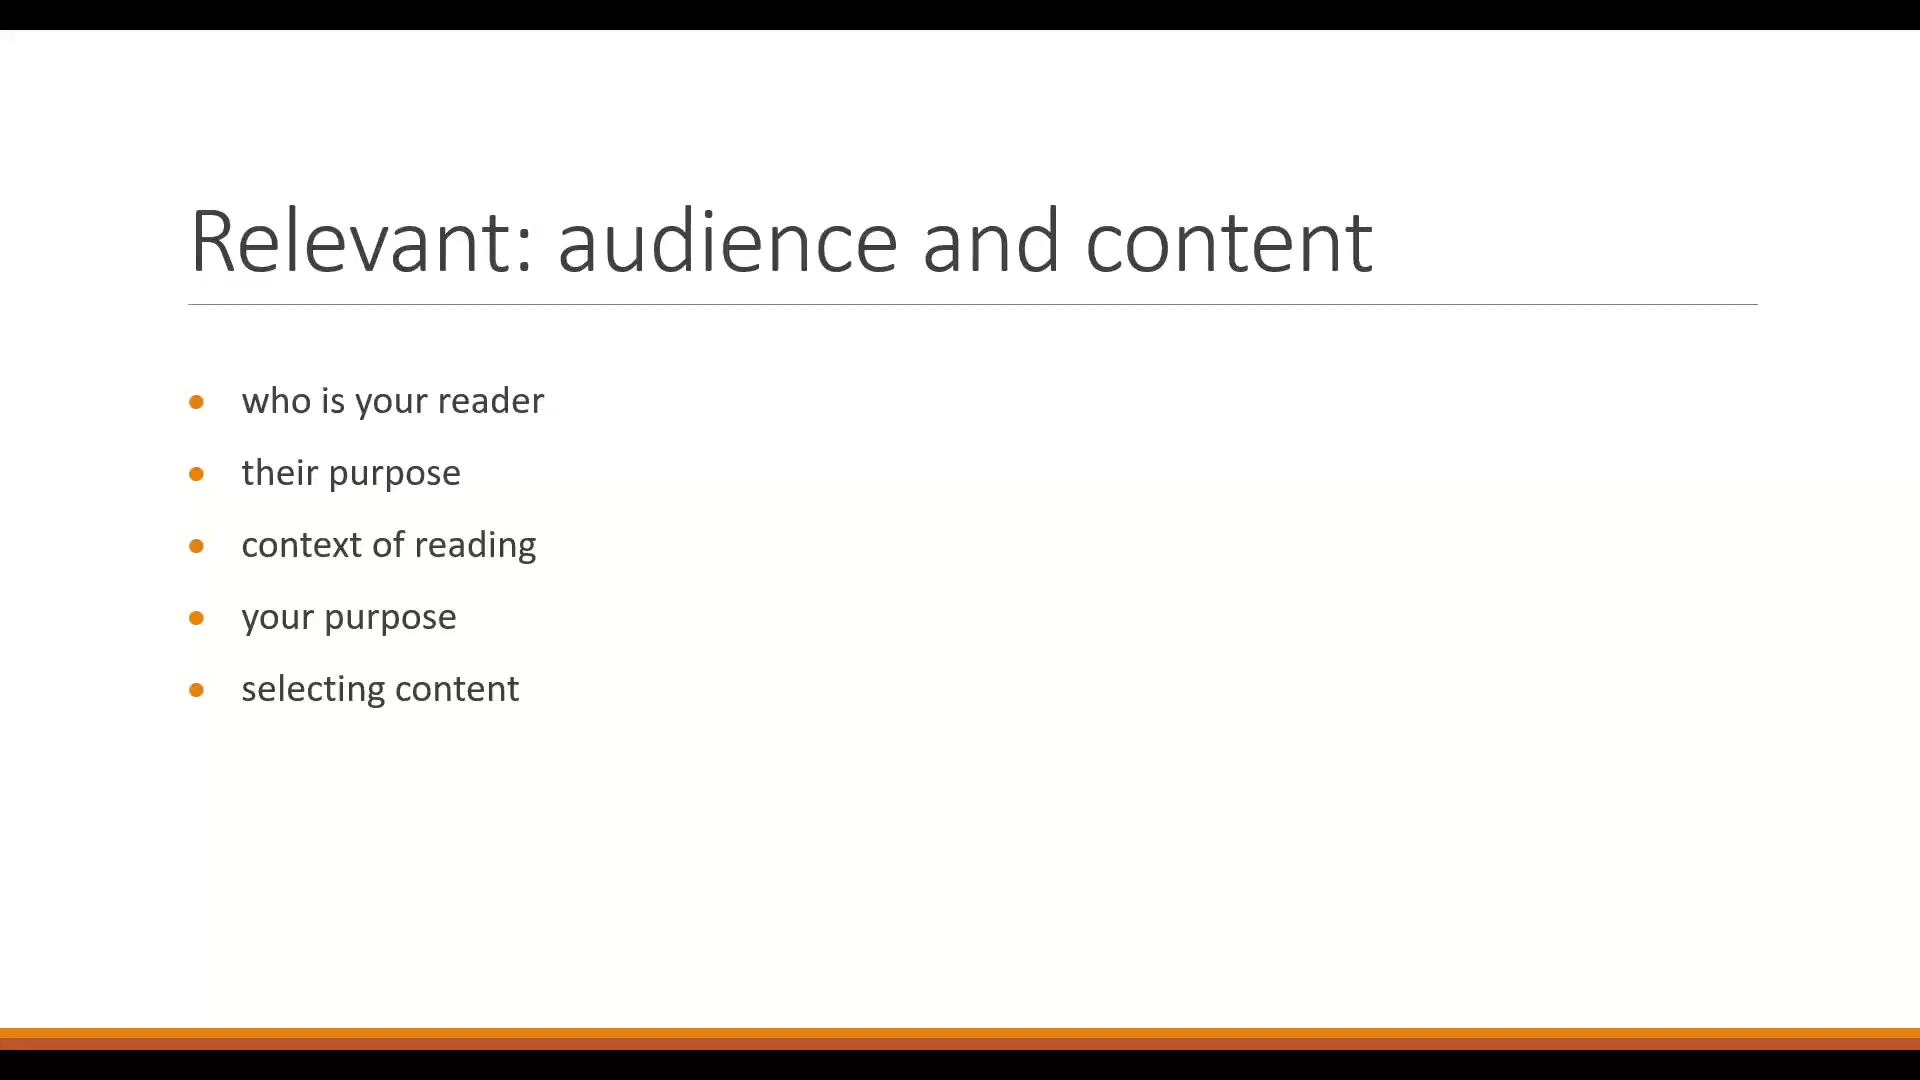 Relevant: audience and content
who is your reader
their purpose
context of reading
your purpose
selecting content